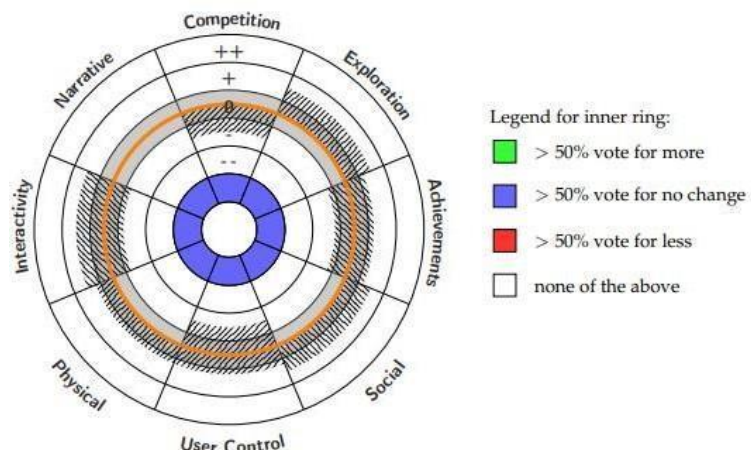 Competition
++
+
0
-
--
Narrative
Exploration
Interactivity
Achievements
Physical
Social
User Control
Legend for inner ring:
> 50% vote for more
> 50% vote for no change
> 50% vote for less
none of the above